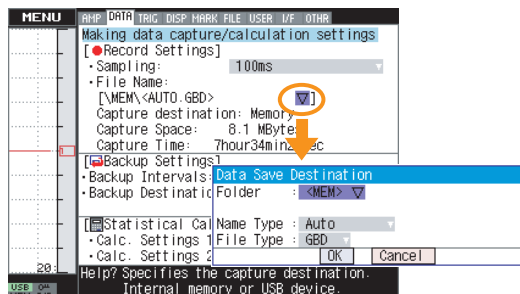 MENU
AMP DATA TRIG DISP MARK FILE USER I/F OTHR
Making data capture/calculation settings
[●Record Settings]
・Sampling: 100ms
・File Name:
[\MEM\<AUTO.GBD> ▽]
Capture destination: Memory
Capture Space: 8.1 MBytes
Capture Time: 7hour34min
[Backup Settings]
・Backup Intervals:
・Backup
Data Save Destination
Folder : <MEM> ▽
Name Type : Auto
File Type : GBD
OK Cancel
[Statistical
・Calc. Settings 1
・Calc. Settings 2
20:
Help? Specifies the capture destination.
Internal memory or USB device.
USB